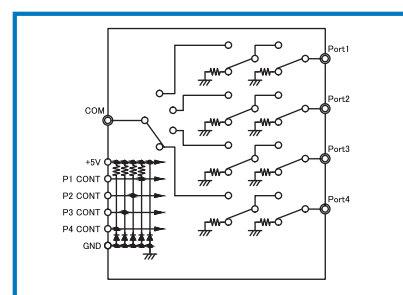 Port1
Port2
COM
Port3
+5V
P1 CONT
P2 CONT
P3 CONT
Port4
P4 CONT
GND